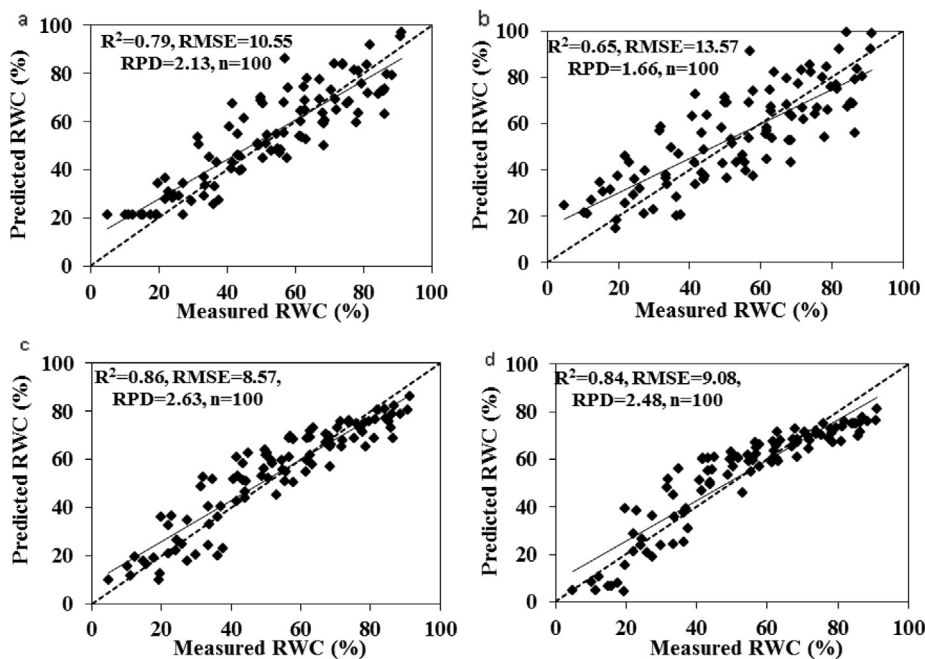 a
R²=0.79, RMSE=10.55
RPD=2.13, n=100
Predicted RWC (%)
100
80
60
40
20
0
0 20 40 60 80 100
Measured RWC (%)
b
R²=0.65, RMSE=13.57
RPD=1.66, n=100
Predicted RWC (%)
100
80
60
40
20
0
0 20 40 60 80 100
Measured RWC (%)
c
R²=0.86, RMSE=8.57,
RPD=2.63, n=100
Predicted RWC (%)
100
80
60
40
20
0
0 20 40 60 80 100
Measured RWC (%)
d
R²=0.84, RMSE=9.08,
RPD=2.48, n=100
Predicted RWC (%)
100
80
60
40
20
0
0 20 40 60 80 100
Measured RWC (%)